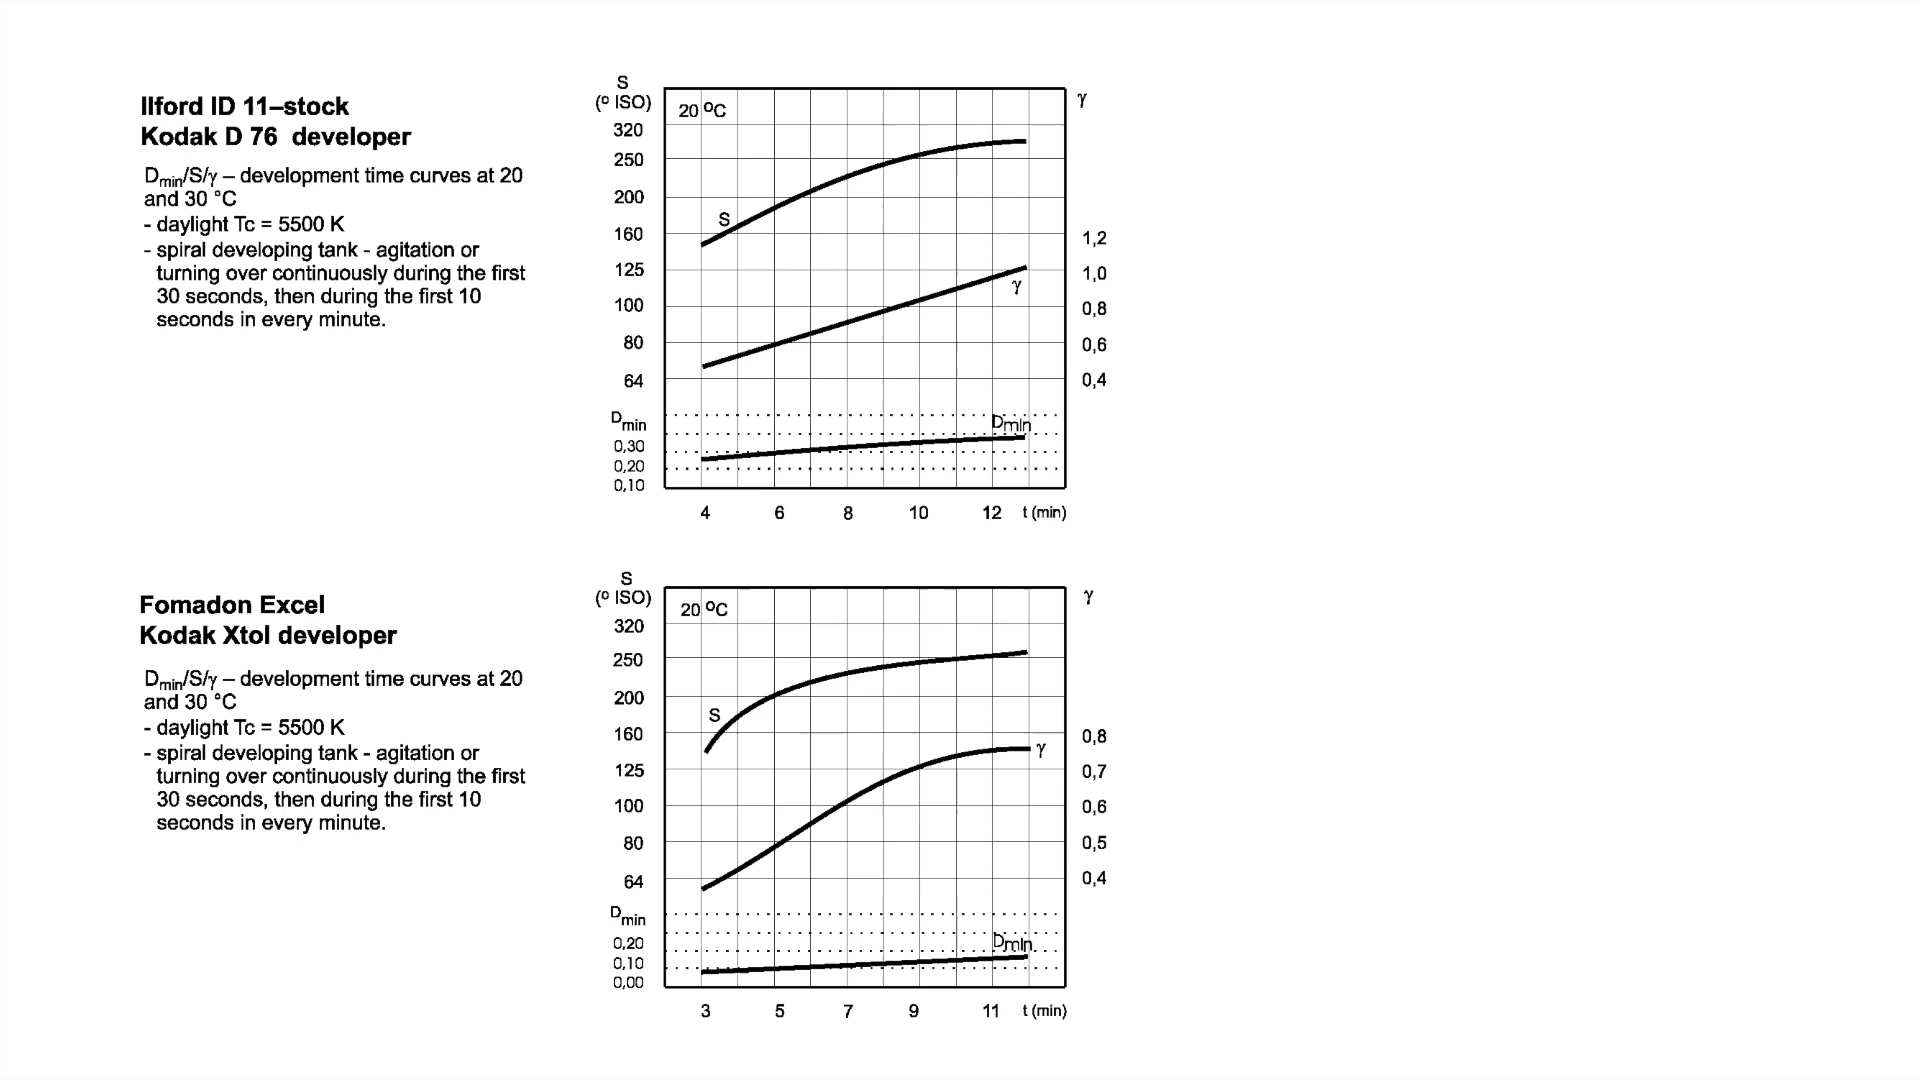 Ilford ID 11–stock
Kodak D 76 developer
Dmin/S/γ – development time curves at 20
and 30 °C
- daylight Tc = 5500 K
- spiral developing tank - agitation or
turning over continuously during the first
30 seconds, then during the first 10
seconds in every minute.
S
(º ISO)
20 ºC
γ
320
250
200
S
160
1,2
125
1,0
γ
100
0,8
80
0,6
64
0,4
Dmin
Dmin
0,30
0,20
0,10
4 6 8 10 12 t (min)
Fomadon Excel
Kodak Xtol developer
Dmin/S/γ – development time curves at 20
and 30 °C
- daylight Tc = 5500 K
- spiral developing tank - agitation or
turning over continuously during the first
30 seconds, then during the first 10
seconds in every minute.
S
(º ISO)
20 ºC
γ
320
250
200
S
160
0,8
γ
125
0,7
100
0,6
80
0,5
64
0,4
Dmin
Dmin
0,20
0,10
0,00
3 5 7 9 11 t (min)